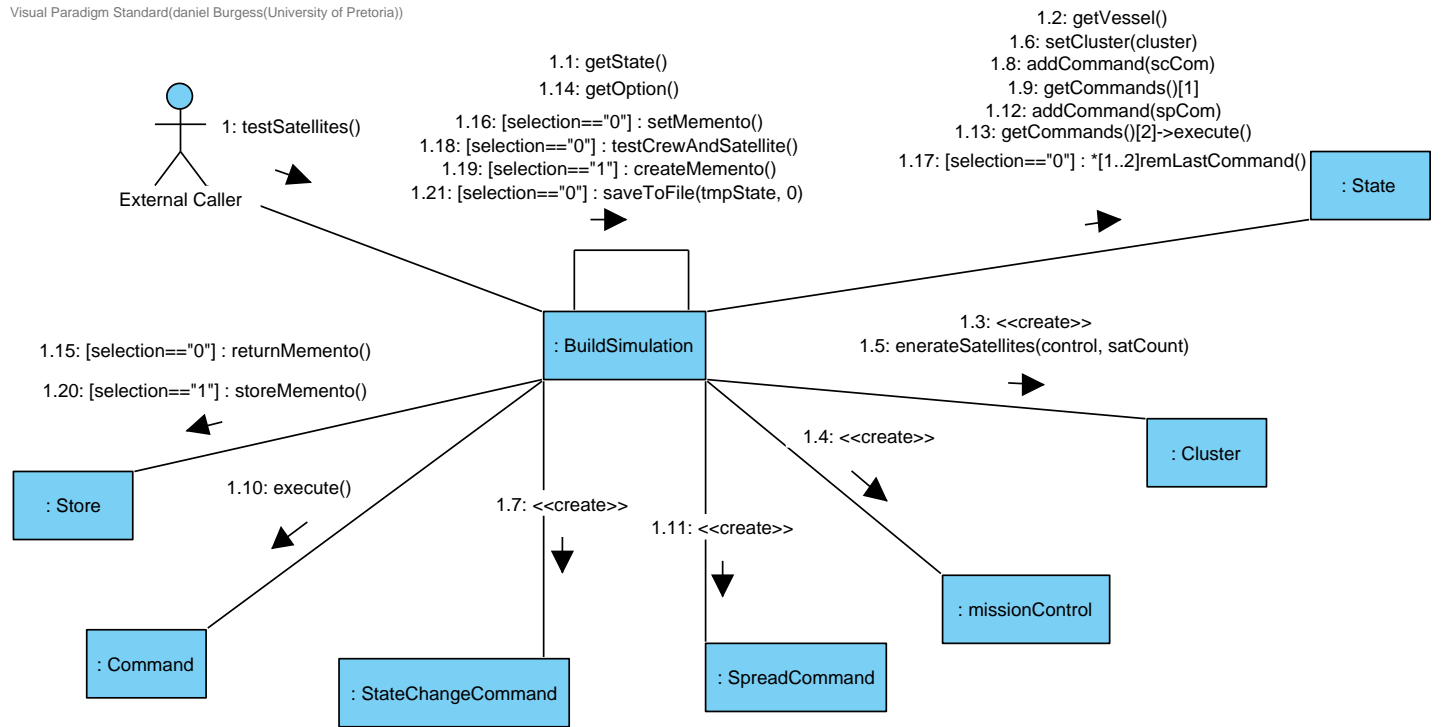 Visual Paradigm Standard(daniel Burgess(University of Pretoria))
1: testSatellites()
External Caller
1.1: getState()
1.14: getOption()
1.16: [selection=="0"] : setMemento()
1.18: [selection=="0"] : testCrewAndSatellite()
1.19: [selection=="1"] : createMemento()
1.21: [selection=="0"] : saveToFile(tmpState, 0)
1.2: getVessel()
1.6: setCluster(cluster)
1.8: addCommand(scCom)
1.9: getCommands()[1]
1.12: addCommand(spCom)
1.13: getCommands()[2]->execute()
1.17: [selection=="0"] : *[1..2]remLastCommand()
: State
: BuildSimulation
1.3: <<create>>
1.5: enerateSatellites(control, satCount)
: Cluster
1.15: [selection=="0"] : returnMemento()
1.20: [selection=="1"] : storeMemento()
: Store
1.4: <<create>>
: missionControl
1.10: execute()
: Command
1.7: <<create>>
: StateChangeCommand
1.11: <<create>>
: SpreadCommand